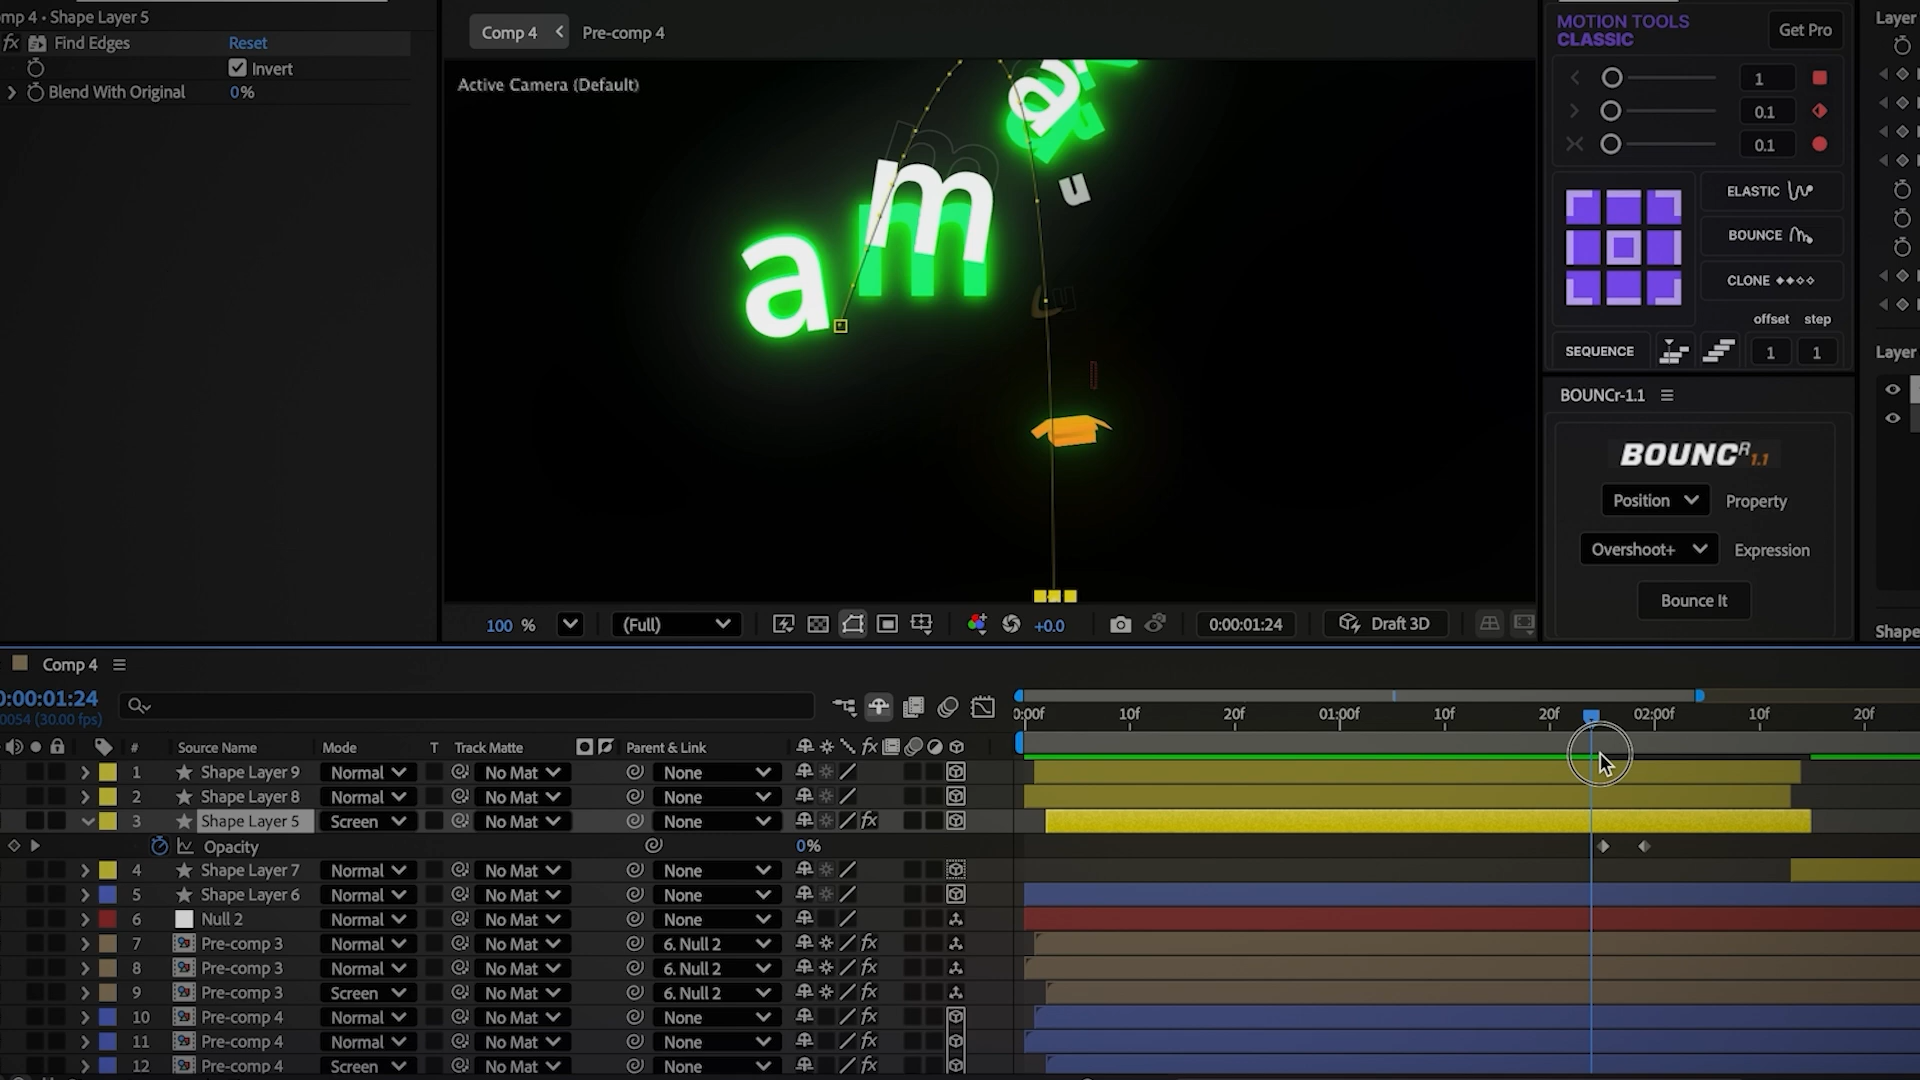 mp 4 • Shape Layer 5
fx Find Edges Reset
Invert
Blend With Original 0%
Comp 4 Pre-comp 4
Active Camera (Default)
a
m
a
u
u
100 % (Full) +0.0 0:00:01:24 Draft 3D
MOTION TOOLS
CLASSIC
Get Pro
1
0.1
0.1
ELASTIC
BOUNCE
CLONE
offset step
SEQUENCE 1 1
BOUNCr-1.1
BOUNCR 1.1
Position Property
Overshoot+ Expression
Bounce It
Layer
Layer
Shape
Comp 4
0:00:01:24
0054 (30.00 fps)
0:00f 10f 20f 01:00f 10f 20f 02:00f 10f 20f
# Source Name Mode T Track Matte Parent & Link fx
1 Shape Layer 9 Normal No Mat None
2 Shape Layer 8 Normal No Mat None
3 Shape Layer 5 Screen No Mat None fx
Opacity 0%
4 Shape Layer 7 Normal No Mat None
5 Shape Layer 6 Normal No Mat None
6 Null 2 Normal No Mat None
7 Pre-comp 3 Normal No Mat 6. Null 2 fx
8 Pre-comp 3 Normal No Mat 6. Null 2 fx
9 Pre-comp 3 Screen No Mat 6. Null 2 fx
10 Pre-comp 4 Normal No Mat None fx
11 Pre-comp 4 Normal No Mat None fx
12 Pre-comp 4 Screen No Mat None fx